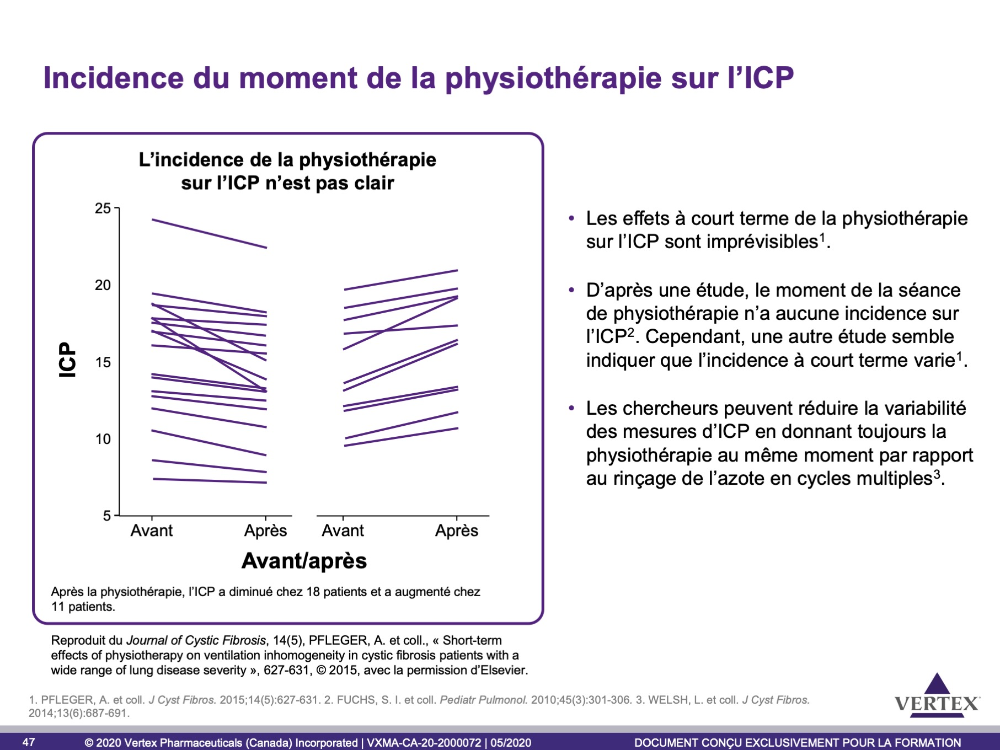 Incidence du moment de la physiothérapie sur l’ICP
L’incidence de la physiothérapie
sur l’ICP n’est pas clair
25
20
15
10
5
ICP
Avant
Après
Avant
Après
Avant/après
Après la physiothérapie, l’ICP a diminué chez 18 patients et a augmenté chez
11 patients.
Reproduit du Journal of Cystic Fibrosis, 14(5), PFLEGER, A. et coll., « Short-term
effects of physiotherapy on ventilation inhomogeneity in cystic fibrosis patients with a
wide range of lung disease severity », 627-631, © 2015, avec la permission d’Elsevier.
• Les effets à court terme de la physiothérapie
sur l’ICP sont imprévisibles¹.
• D’après une étude, le moment de la séance
de physiothérapie n’a aucune incidence sur
l’ICP². Cependant, une autre étude semble
indiquer que l’incidence à court terme varie¹.
• Les chercheurs peuvent réduire la variabilité
des mesures d’ICP en donnant toujours la
physiothérapie au même moment par rapport
au rinçage de l’azote en cycles multiples³.
1. PFLEGER, A. et coll. J Cyst Fibros. 2015;14(5):627-631. 2. FUCHS, S. I. et coll. Pediatr Pulmonol. 2010;45(3):301-306. 3. WELSH, L. et coll. J Cyst Fibros.
2014;13(6):687-691.
VERTEX
47
© 2020 Vertex Pharmaceuticals (Canada) Incorporated | VXMA-CA-20-2000072 | 05/2020
DOCUMENT CONÇU EXCLUSIVEMENT POUR LA FORMATION